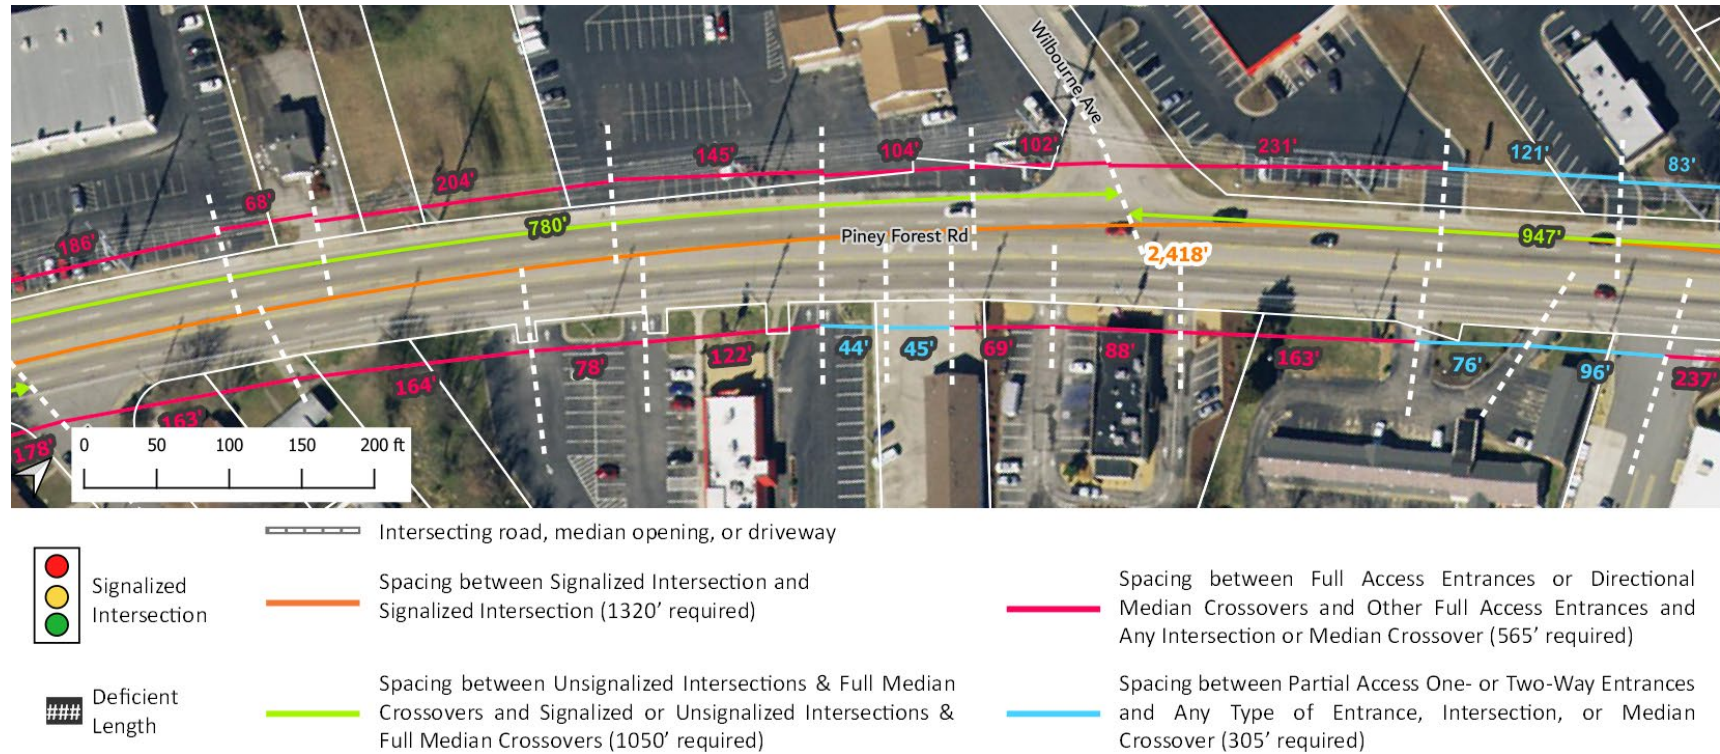 Wilbourne Ave
186'
68'
204'
145'
104'
102'
231'
121'
83'
780'
Piney Forest Rd
2,418'
947'
178'
163'
164'
78'
122'
44'
45'
69'
88'
163'
76'
96'
237'
0 50 100 150 200 ft
Intersecting road, median opening, or driveway
Signalized
Intersection
Spacing between Signalized Intersection and
Signalized Intersection (1320’ required)
Spacing between Full Access Entrances or Directional
Median Crossovers and Other Full Access Entrances and
Any Intersection or Median Crossover (565’ required)
###
Deficient
Length
Spacing between Unsignalized Intersections & Full Median
Crossovers and Signalized or Unsignalized Intersections &
Full Median Crossovers (1050’ required)
Spacing between Partial Access One- or Two-Way Entrances
and Any Type of Entrance, Intersection, or Median
Crossover (305’ required)